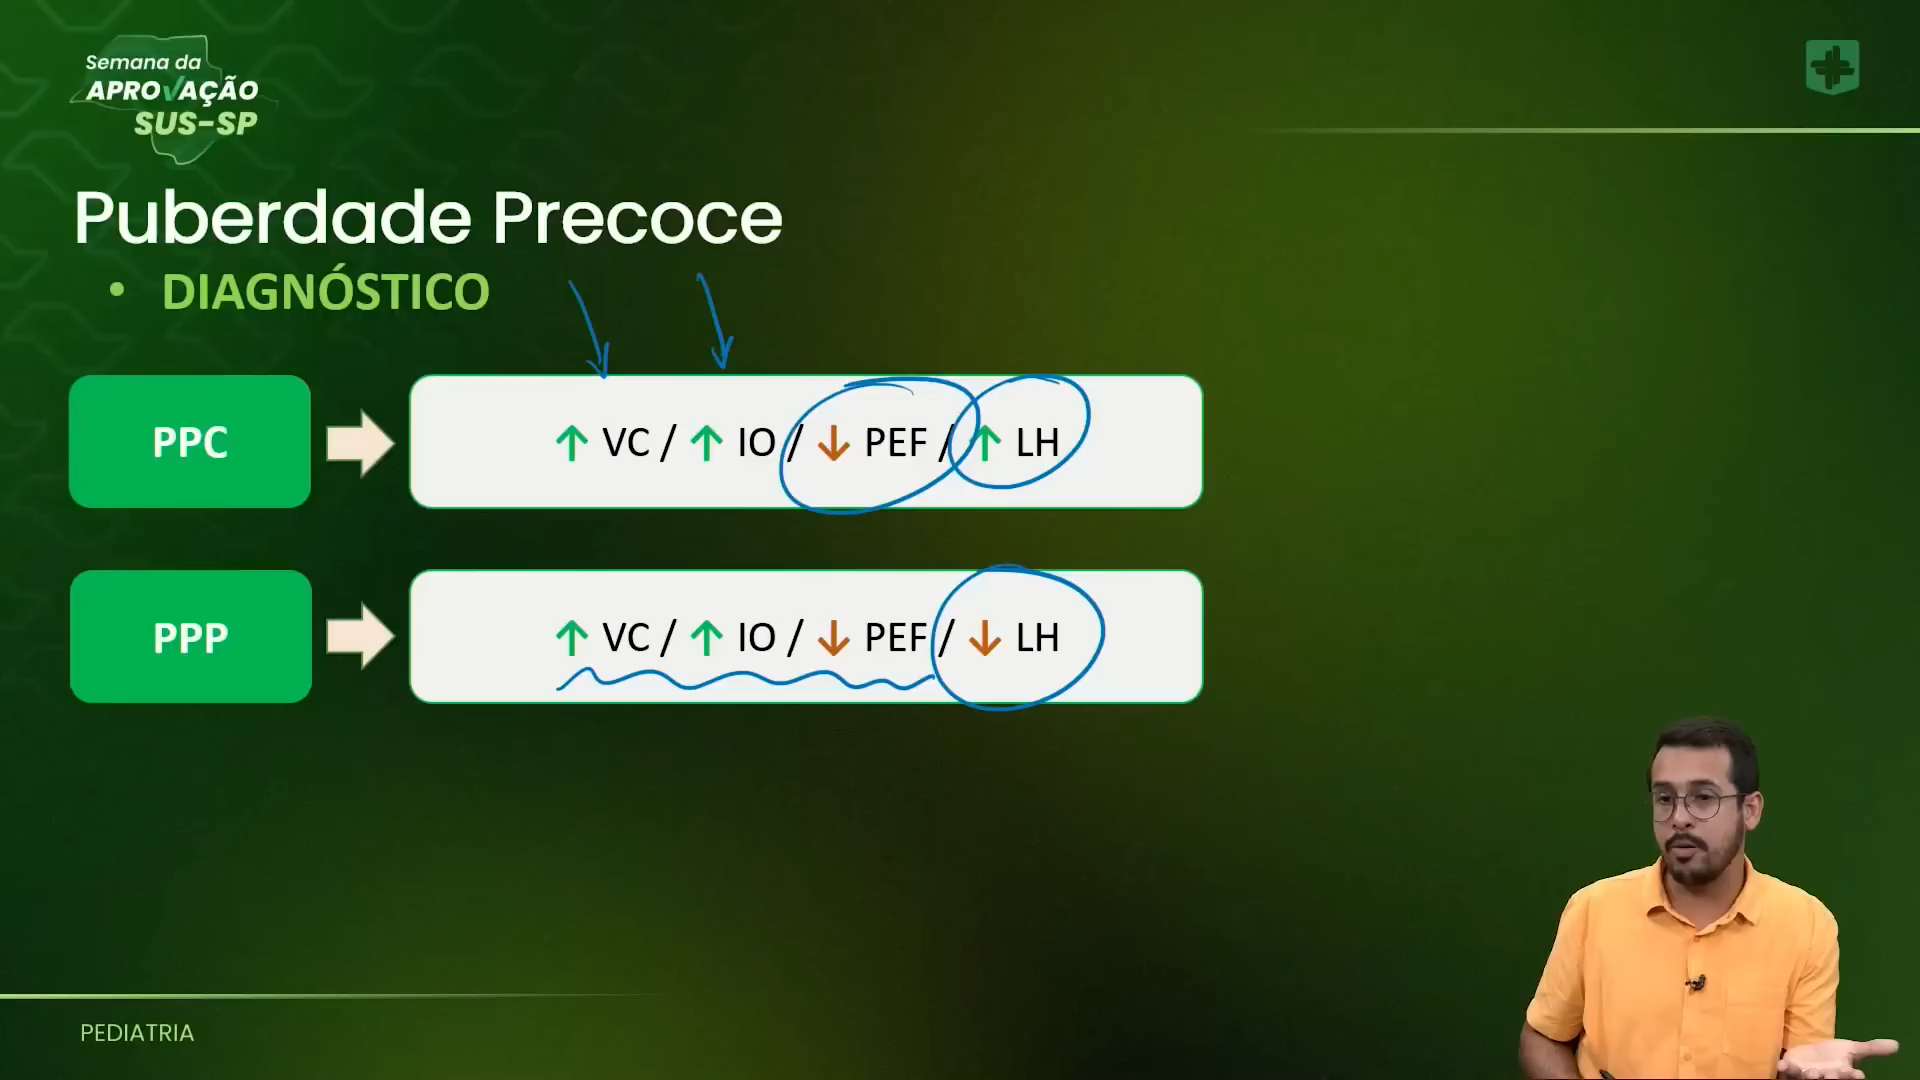 Semana da
APROVAÇÃO
SUS-SP
Puberdade Precoce
• DIAGNÓSTICO
PPC
↑ VC / ↑ IO / ↓ PEF / ↑ LH
PPP
↑ VC / ↑ IO / ↓ PEF / ↓ LH
PEDIATRIA